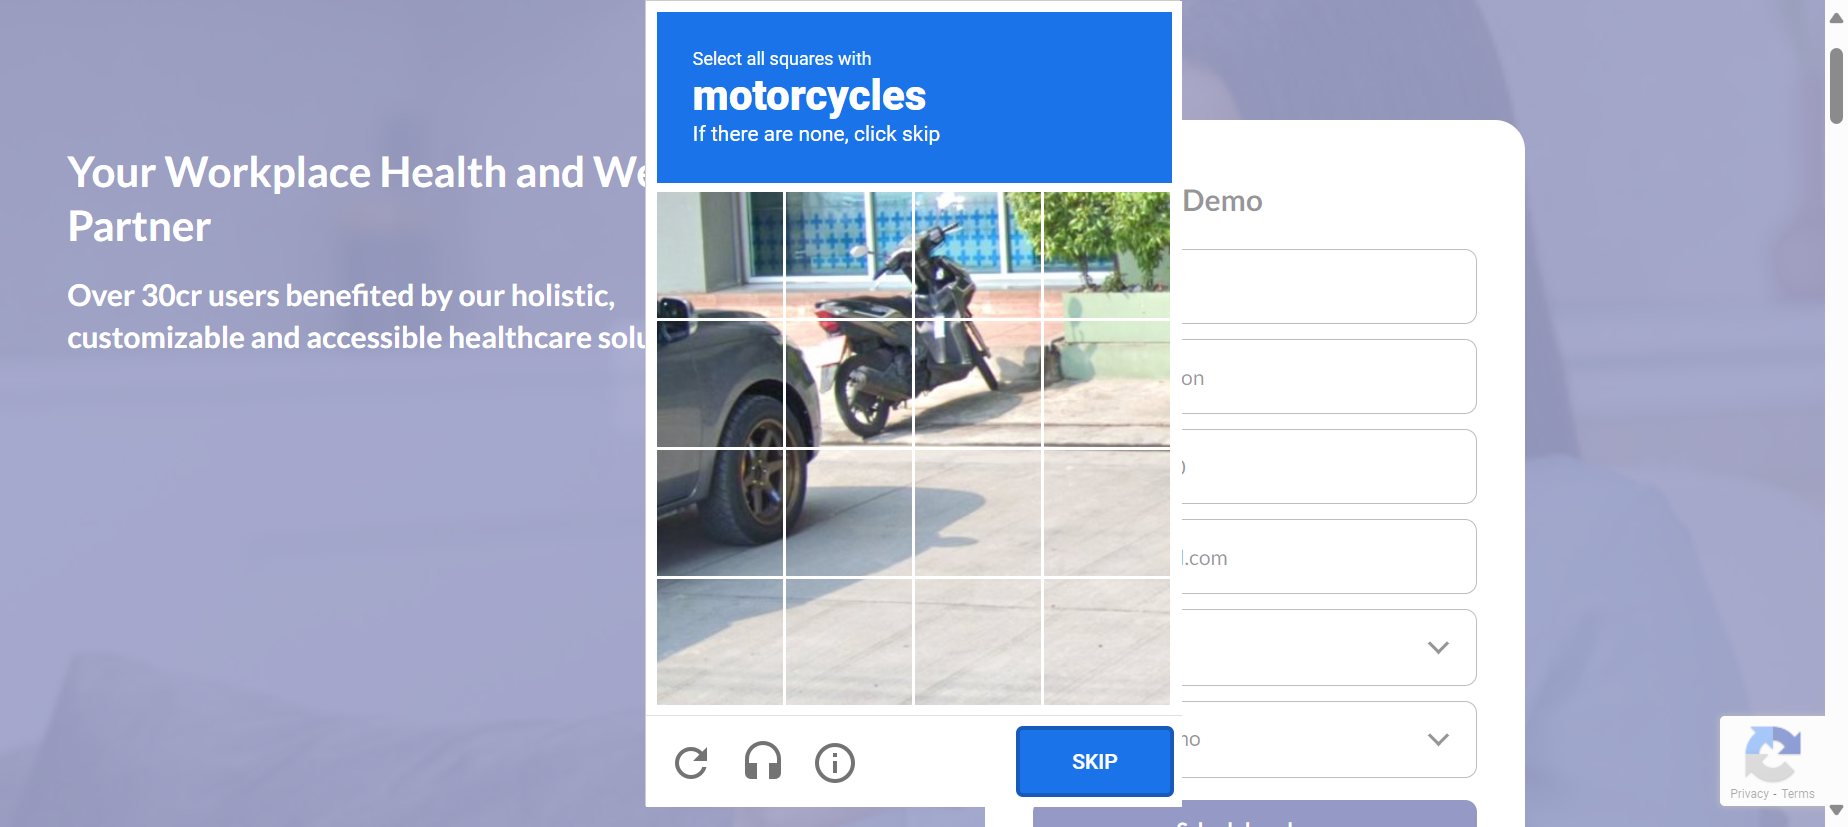 Your Workplace Health and We
Partner
Over 30cr users benefited by our holistic,
customizable and accessible healthcare solu
Select all squares with
motorcycles
If there are none, click skip
SKIP
Demo
on
l.com
no
Privacy - Terms